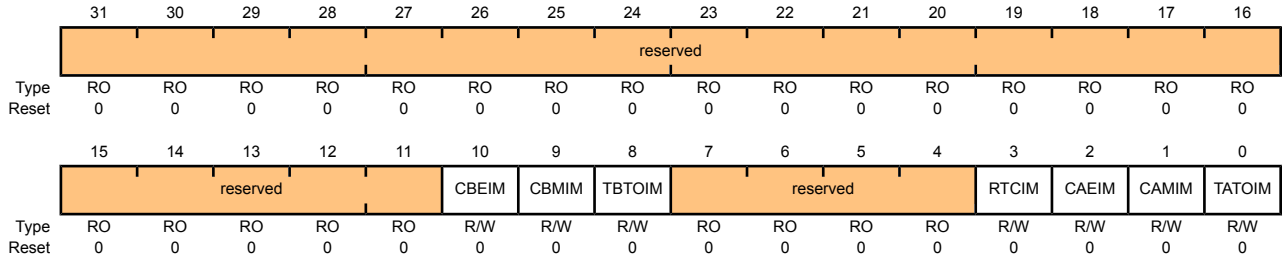 31 30 29 28 27 26 25 24 23 22 21 20 19 18 17 16
reserved
Type RO RO RO RO RO RO RO RO RO RO RO RO RO RO RO RO
Reset 0 0 0 0 0 0 0 0 0 0 0 0 0 0 0 0
15 14 13 12 11 10 9 8 7 6 5 4 3 2 1 0
reserved CBEIM CBMIM TBTOIM reserved RTCIM CAEIM CAMIM TATOIM
Type RO RO RO RO RO R/W R/W R/W RO RO RO RO R/W R/W R/W R/W
Reset 0 0 0 0 0 0 0 0 0 0 0 0 0 0 0 0